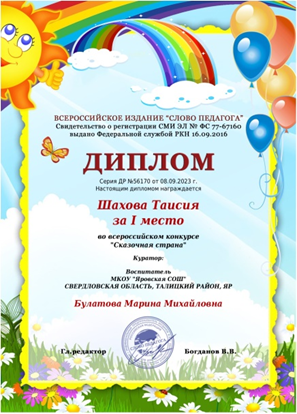 ВСЕРОССИЙСКОЕ ИЗДАНИЕ "СЛОВО ПЕДАГОГА"
Свидетельство о регистрации СМИ ЭЛ № ФС 77-67160
выдано Федеральной службой РКН 16.09.2016
ДИПЛОМ
Серия ДР №56170 от 08.09.2023 г.
Настоящим дипломом награждается
Шахова Таисия
за I место
во всероссийском конкурсе
"Сказочная страна"
Куратор:
Воспитатель
МКОУ "Яровская СОШ"
СВЕРДЛОВСКАЯ ОБЛАСТЬ, ТАЛИЦКИЙ РАЙОН, ЯР
Булатова Марина Михайловна
Гл.редактор Богданов В.В.